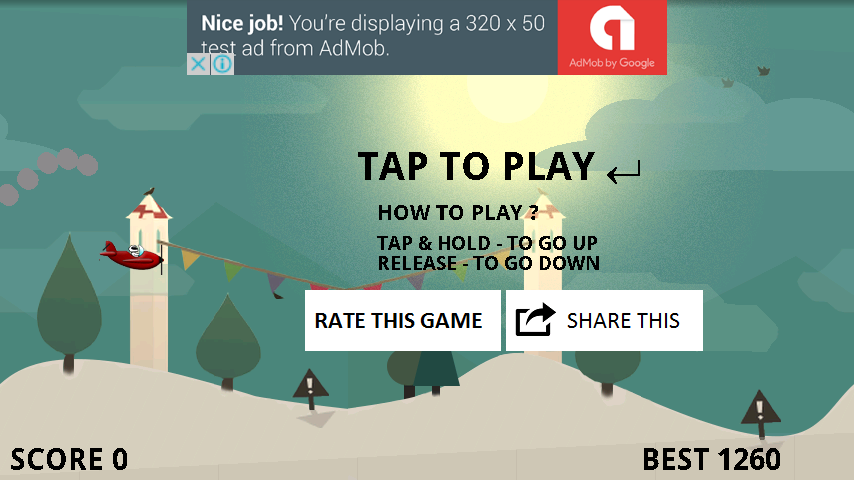 Nice job! You're displaying a 320 x 50
test ad from AdMob.
AdMob by Google
TAP TO PLAY
HOW TO PLAY ?
TAP & HOLD - TO GO UP
RELEASE - TO GO DOWN
RATE THIS GAME
SHARE THIS
SCORE 0
BEST 1260